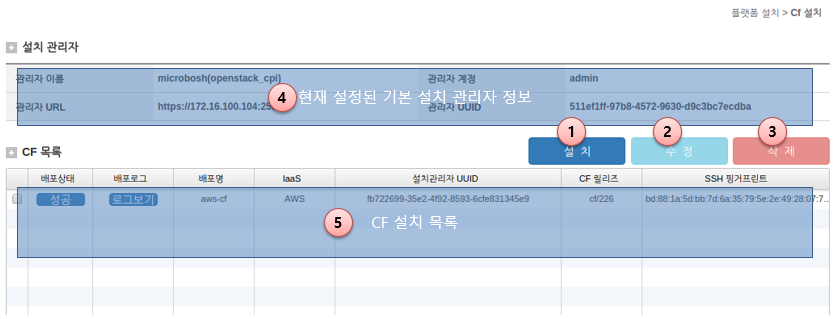 플랫폼 설치 > Cf 설치
설치 관리자
관리자 이름 microbosh(openstack_cpi) 관리자 계정 admin
4 현재 설정된 기본 설치 관리자 정보
관리자 URL https://172.16.100.104:25 관리자 UUID 511ef1ff-97b8-4572-9630-d9c3bc7ecdba
1 2 3
CF 목록 설 치 수 정 삭 제
배포상태 배포로그 배포명 IaaS 설치관리자 UUID CF 릴리즈 SSH 핑거프린트
성공 로그보기 aws-cf AWS fb722699-35e2-4f92-8593-6cfe831345e9 cf/226 bd:88:1a:5d:bb:7d:6a:35:79:5e:2e:49:28:07:7...
5 CF 설치 목록